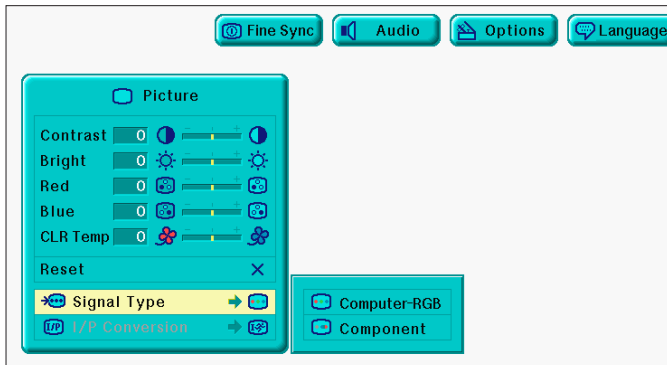 Fine Sync
Audio
Options
Language
Picture
Contrast 0
Bright 0
Red 0
Blue 0
CLR Temp 0
Reset
Signal Type
I/P I/P Conversion
Computer-RGB
Component